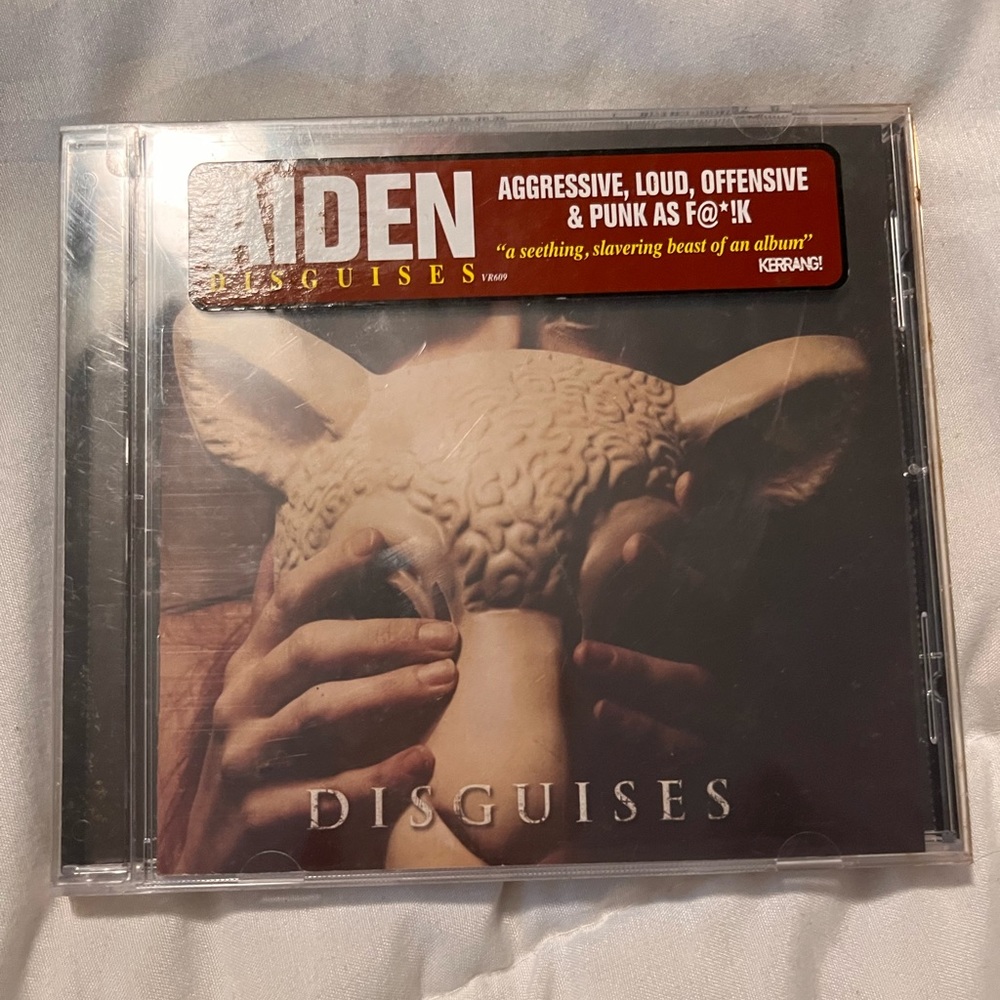 AIDEN
DISGUISES VR609
AGGRESSIVE, LOUD, OFFENSIVE
& PUNK AS F@*!K
"a seething, slavering beast of an album"
KERRANG!
DISGUISES